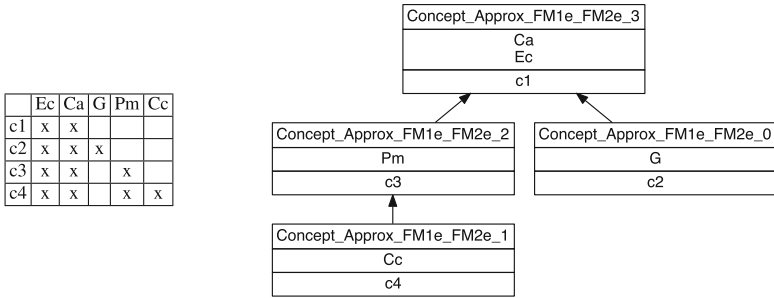 Ec Ca G Pm Cc
c1 x x
c2 x x x
c3 x x x
c4 x x x x
Concept_Approx_FM1e_FM2e_3
Ca
Ec
c1
Concept_Approx_FM1e_FM2e_2
Pm
c3
Concept_Approx_FM1e_FM2e_0
G
c2
Concept_Approx_FM1e_FM2e_1
Cc
c4